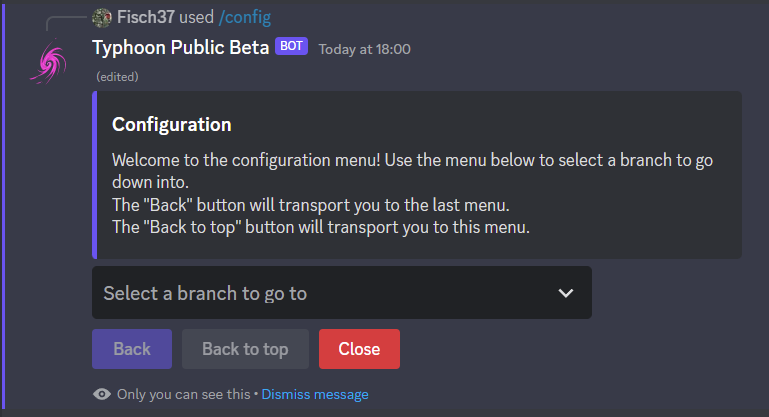 Fisch37 used /config
Typhoon Public Beta BOT Today at 18:00
(edited)
Configuration
Welcome to the configuration menu! Use the menu below to select a branch to go
down into.
The "Back" button will transport you to the last menu.
The "Back to top" button will transport you to this menu.
Select a branch to go to
Back Back to top Close
Only you can see this • Dismiss message